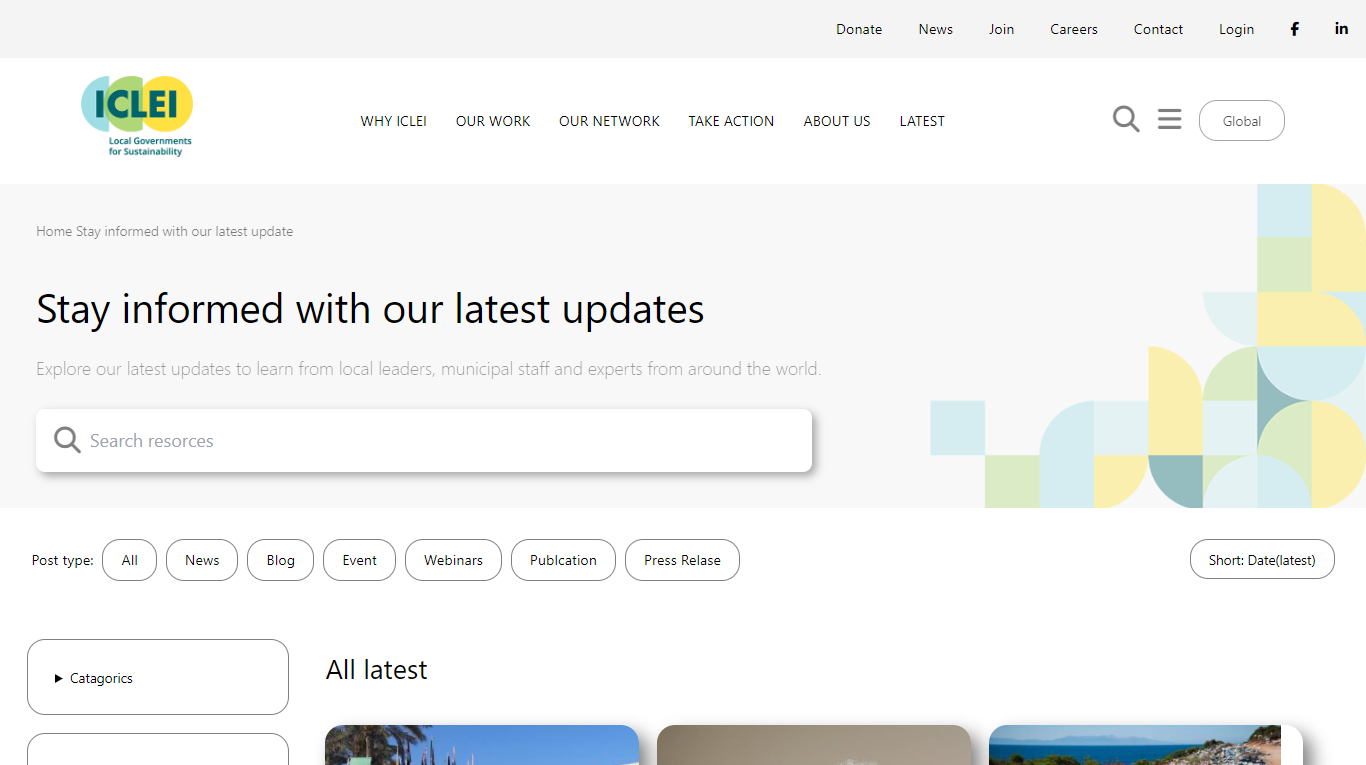 Donate News Join Careers Contact Login
ICLEI
Local Governments
for Sustainability
WHY ICLEI OUR WORK OUR NETWORK TAKE ACTION ABOUT US LATEST
Global
Home Stay informed with our latest update
Stay informed with our latest updates
Explore our latest updates to learn from local leaders, municipal staff and experts from around the world.
Search resorces
Post type: All News Blog Event Webinars Publcation Press Relase
Short: Date(latest)
Catagorics
All latest